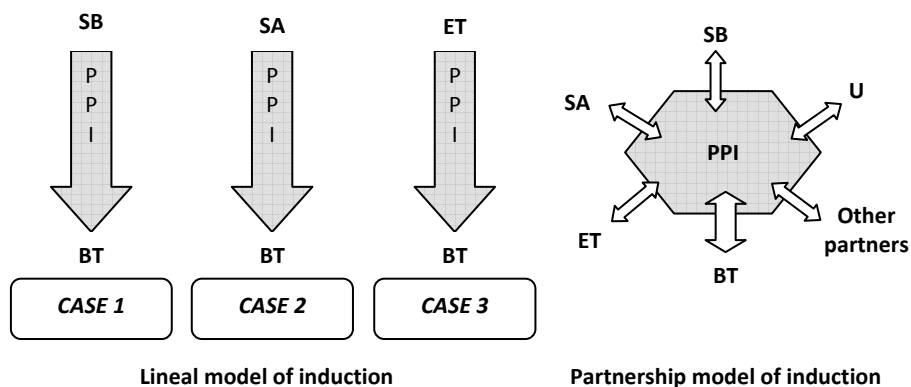 SB SA ET
P P P
P P P
I I I
BT BT BT
CASE 1 CASE 2 CASE 3
Lineal model of induction
SB
SA
U
PPI
ET
Other
partners
BT
Partnership model of induction